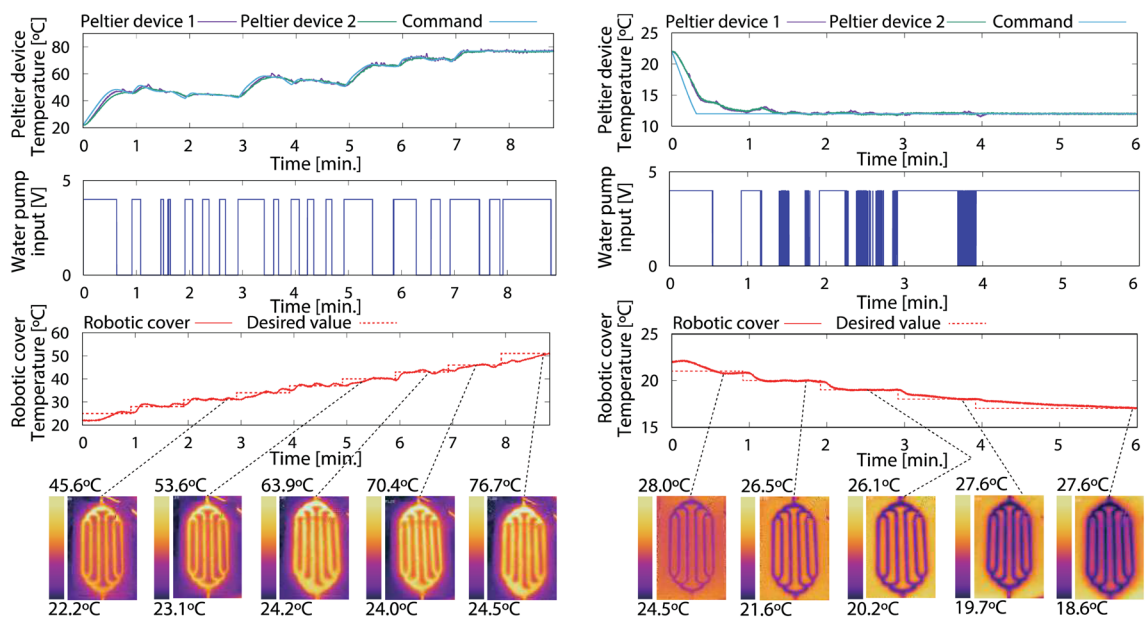 Peltier device 1 Peltier device 2 Command
Peltier device
Temperature [ºC]
80
60
40
20
0 1 2 3 4 5 6 7 8
Time [min.]
Water pump
input [V]
5
0
0 1 2 3 4 5 6 7 8
Time [min.]
Robotic cover Desired value
Robotic cover
Temperature [ºC]
60
50
40
30
20
0 1 2 3 4 5 6 7 8
Time [min.]
45.6ºC 53.6ºC 63.9ºC 70.4ºC 76.7ºC
22.2ºC 23.1ºC 24.2ºC 24.0ºC 24.5ºC
Peltier device 1 Peltier device 2 Command
Peltier device
Temperature [ºC]
25
20
15
10
0 1 2 3 4 5 6
Time [min.]
Water pump
input [V]
5
0
0 1 2 3 4 5 6
Time [min.]
Robotic cover Desired value
Robotic cover
Temperature [ºC]
25
20
15
0 1 2 3 4 5 6
Time [min.]
28.0ºC 26.5ºC 26.1ºC 27.6ºC 27.6ºC
24.5ºC 21.6ºC 20.2ºC 19.7ºC 18.6ºC